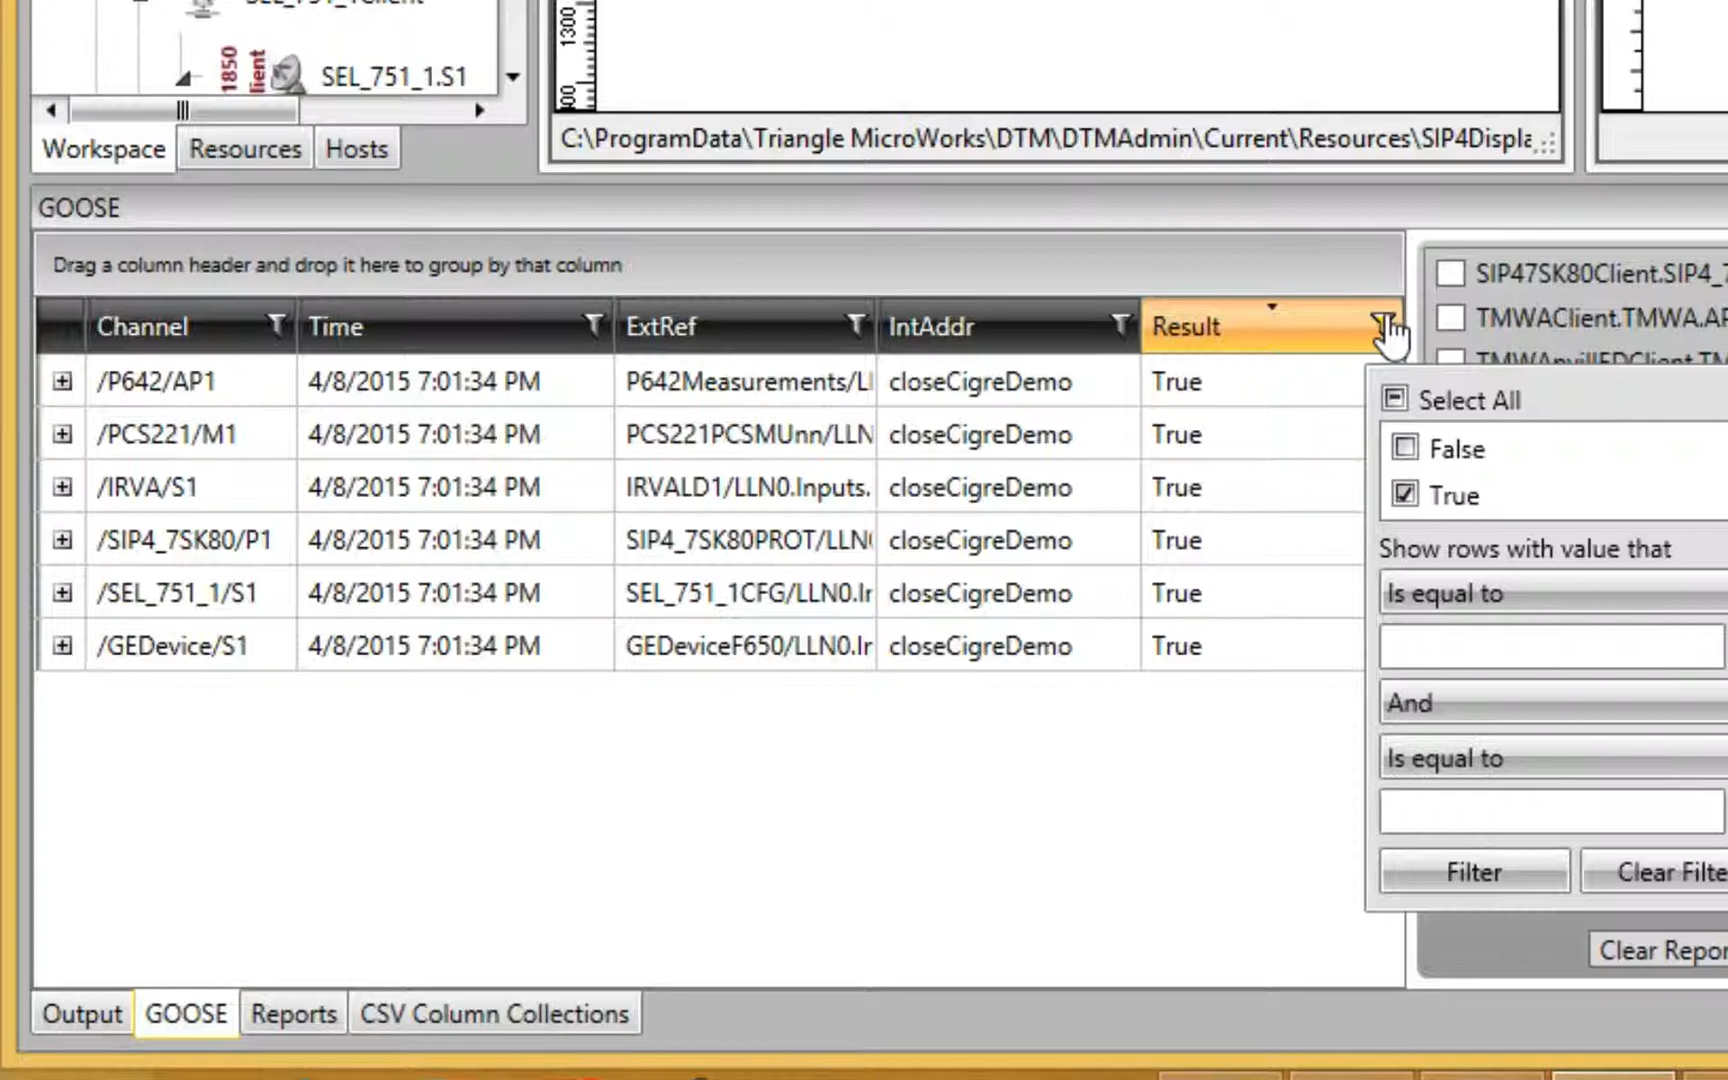 1850
lient
SEL_751_1.S1
1300
Workspace
Resources
Hosts
C:\ProgramData\Triangle MicroWorks\DTM\DTMAdmin\Current\Resources\SIP4Displa
GOOSE
Drag a column header and drop it here to group by that column
SIP47SK80Client.SIP4_7
TMWAClient.TMWA.AP
Channel Time ExtRef IntAddr Result
/P642/AP1 4/8/2015 7:01:34 PM P642Measurements/Ll closeCigreDemo True
/PCS221/M1 4/8/2015 7:01:34 PM PCS221PCSMUnn/LLN closeCigreDemo True
/IRVA/S1 4/8/2015 7:01:34 PM IRVALD1/LLN0.Inputs. closeCigreDemo True
/SIP4_7SK80/P1 4/8/2015 7:01:34 PM SIP4_7SK80PROT/LLN closeCigreDemo True
/SEL_751_1/S1 4/8/2015 7:01:34 PM SEL_751_1CFG/LLN0.Ir closeCigreDemo True
/GEDevice/S1 4/8/2015 7:01:34 PM GEDeviceF650/LLN0.Ir closeCigreDemo True
Select All
False
True
Show rows with value that
Is equal to
And
Is equal to
Filter
Clear Filte
Clear Repor
Output
GOOSE
Reports
CSV Column Collections